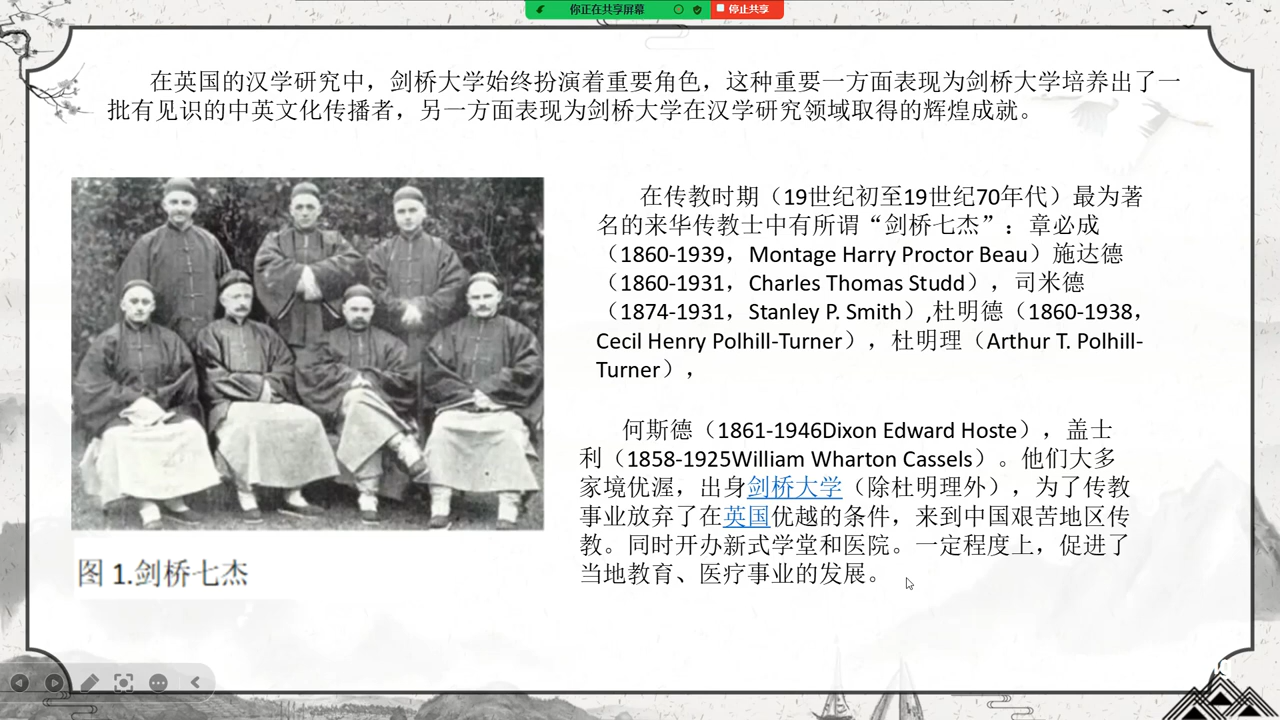 你正在共享屏幕
停止共享
在英国的汉学研究中，剑桥大学始终扮演着重要角色，这种重要一方面表现为剑桥大学培养出了一
批有见识的中英文化传播者，另一方面表现为剑桥大学在汉学研究领域取得的辉煌成就。
在传教时期（19世纪初至19世纪70年代）最为著
名的来华传教士中有所谓“剑桥七杰”：章必成
（1860-1939，Montage Harry Proctor Beau）施达德
（1860-1931，Charles Thomas Studd），司米德
（1874-1931，Stanley P. Smith）,杜明德（1860-1938，
Cecil Henry Polhill-Turner），杜明理（Arthur T. Polhill-
Turner），
何斯德（1861-1946Dixon Edward Hoste），盖士
利（1858-1925William Wharton Cassels）。他们大多
家境优渥，出身剑桥大学（除杜明理外），为了传教
事业放弃了在英国优越的条件，来到中国艰苦地区传
教。同时开办新式学堂和医院。一定程度上，促进了
当地教育、医疗事业的发展。
图 1.剑桥七杰